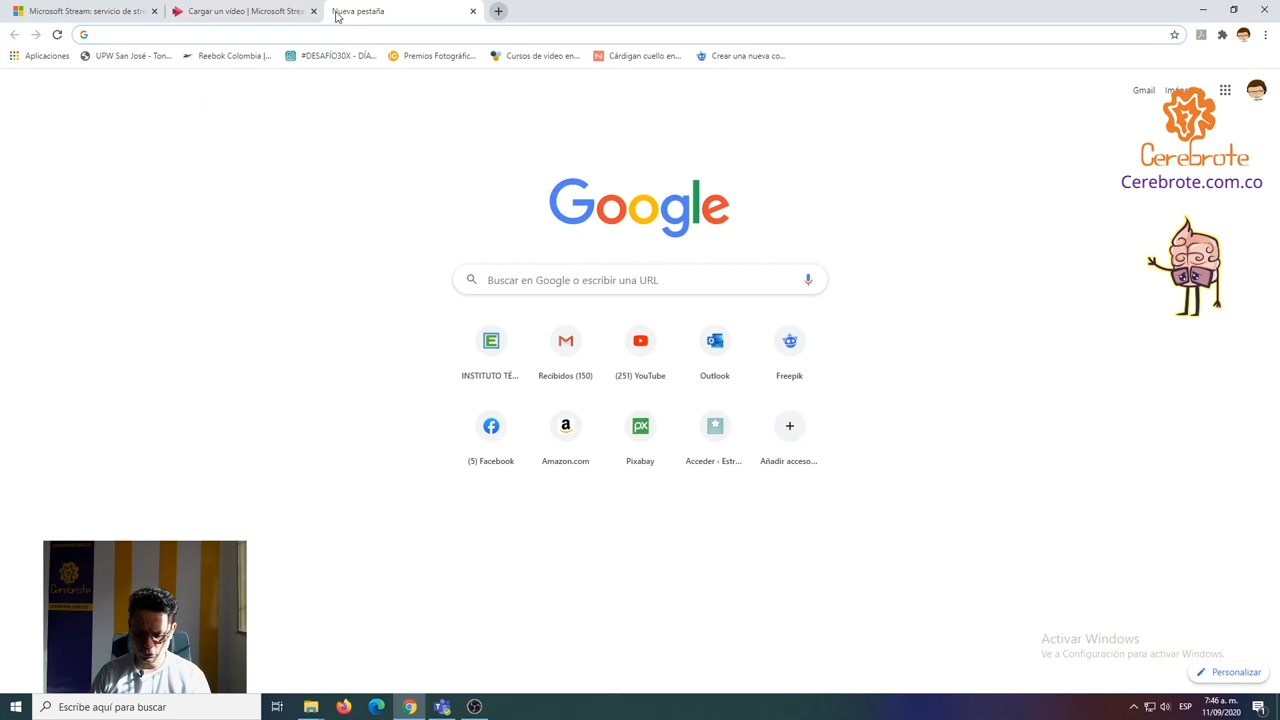 Microsoft Stream: servicio de str
Cargar un vídeo | Microsoft Strea
Nueva pestaña
Aplicaciones
UPW San José - Ton...
Reebok Colombia |...
#DESAFÍO30X - DÍA...
Premios Fotográfic...
Cursos de video en...
Cárdigan cuello en...
Crear una nueva co...
Gmail
Cerebrote
Cerebrote.com.co
Google
Buscar en Google o escribir una URL
INSTITUTO TÉ...
Recibidos (150)
(251) YouTube
Outlook
Freepik
(5) Facebook
Amazon.com
Pixabay
Acceder ‹ Estr...
Añadir acceso...
Cerebrote
Activar Windows
Ve a Configuración para activar Windows.
Personalizar
Escribe aquí para buscar
ESP
7:46 a. m.
11/09/2020